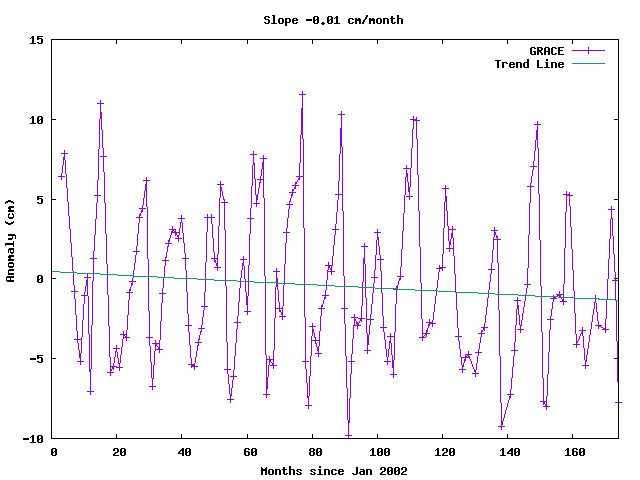 Slope -0.01 cm/month
15
10
5
0
-5
-10
Anomaly (cm)
GRACE
Trend Line
0 20 40 60 80 100 120 140 160
Months since Jan 2002